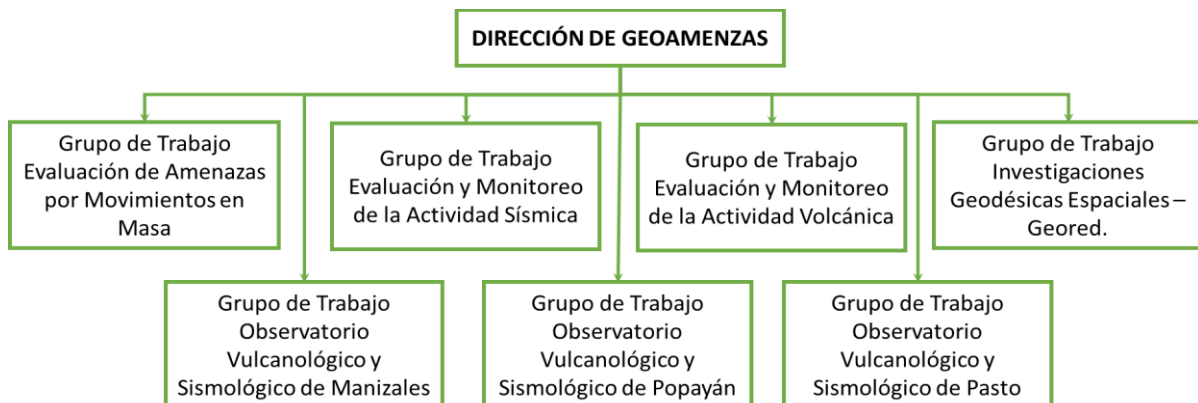 DIRECCIÓN DE GEOAMENZAS
Grupo de Trabajo
Evaluación de Amenazas
por Movimientos en
Masa
Grupo de Trabajo
Evaluación y Monitoreo
de la Actividad Sísmica
Grupo de Trabajo
Evaluación y Monitoreo
de la Actividad Volcánica
Grupo de Trabajo
Investigaciones
Geodésicas Espaciales –
Geored.
Grupo de Trabajo
Observatorio
Vulcanológico y
Sismológico de Manizales
Grupo de Trabajo
Observatorio
Vulcanológico y
Sismológico de Popayán
Grupo de Trabajo
Observatorio
Vulcanológico y
Sismológico de Pasto